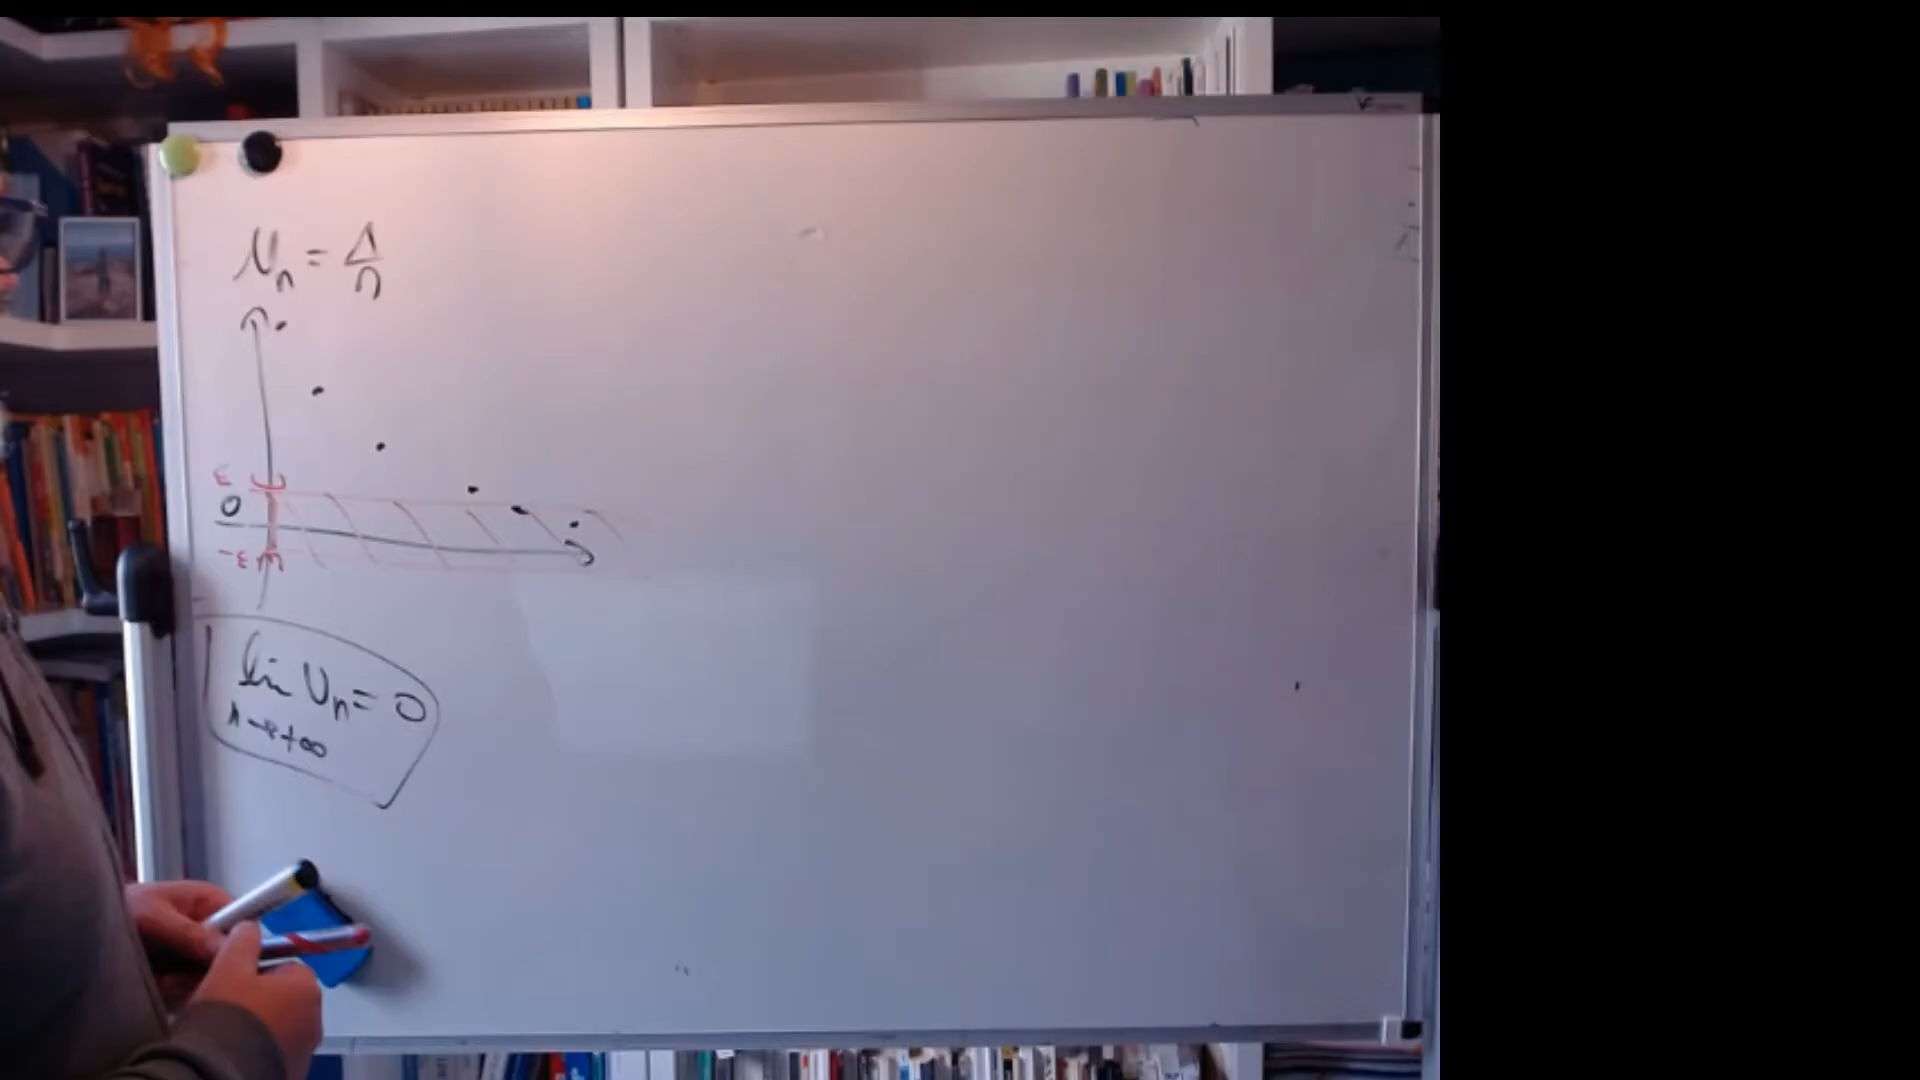 Un = 1/n
ε
0
-ε
lim Un = 0
n→+∞